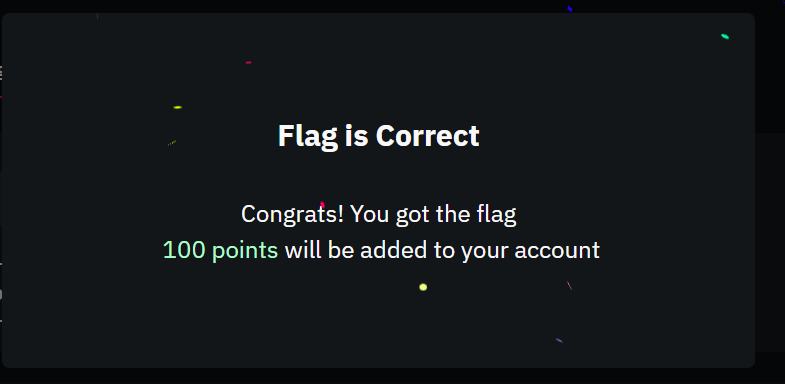 Flag is Correct
Congrats! You got the flag
100 points will be added to your account